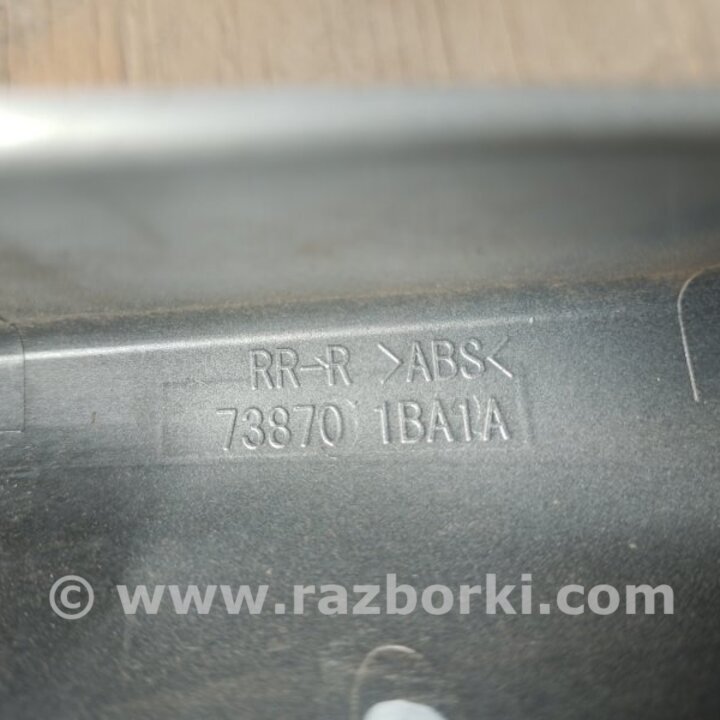 RR→R >ABS<
73870 1BA1A
© www.razborki.com